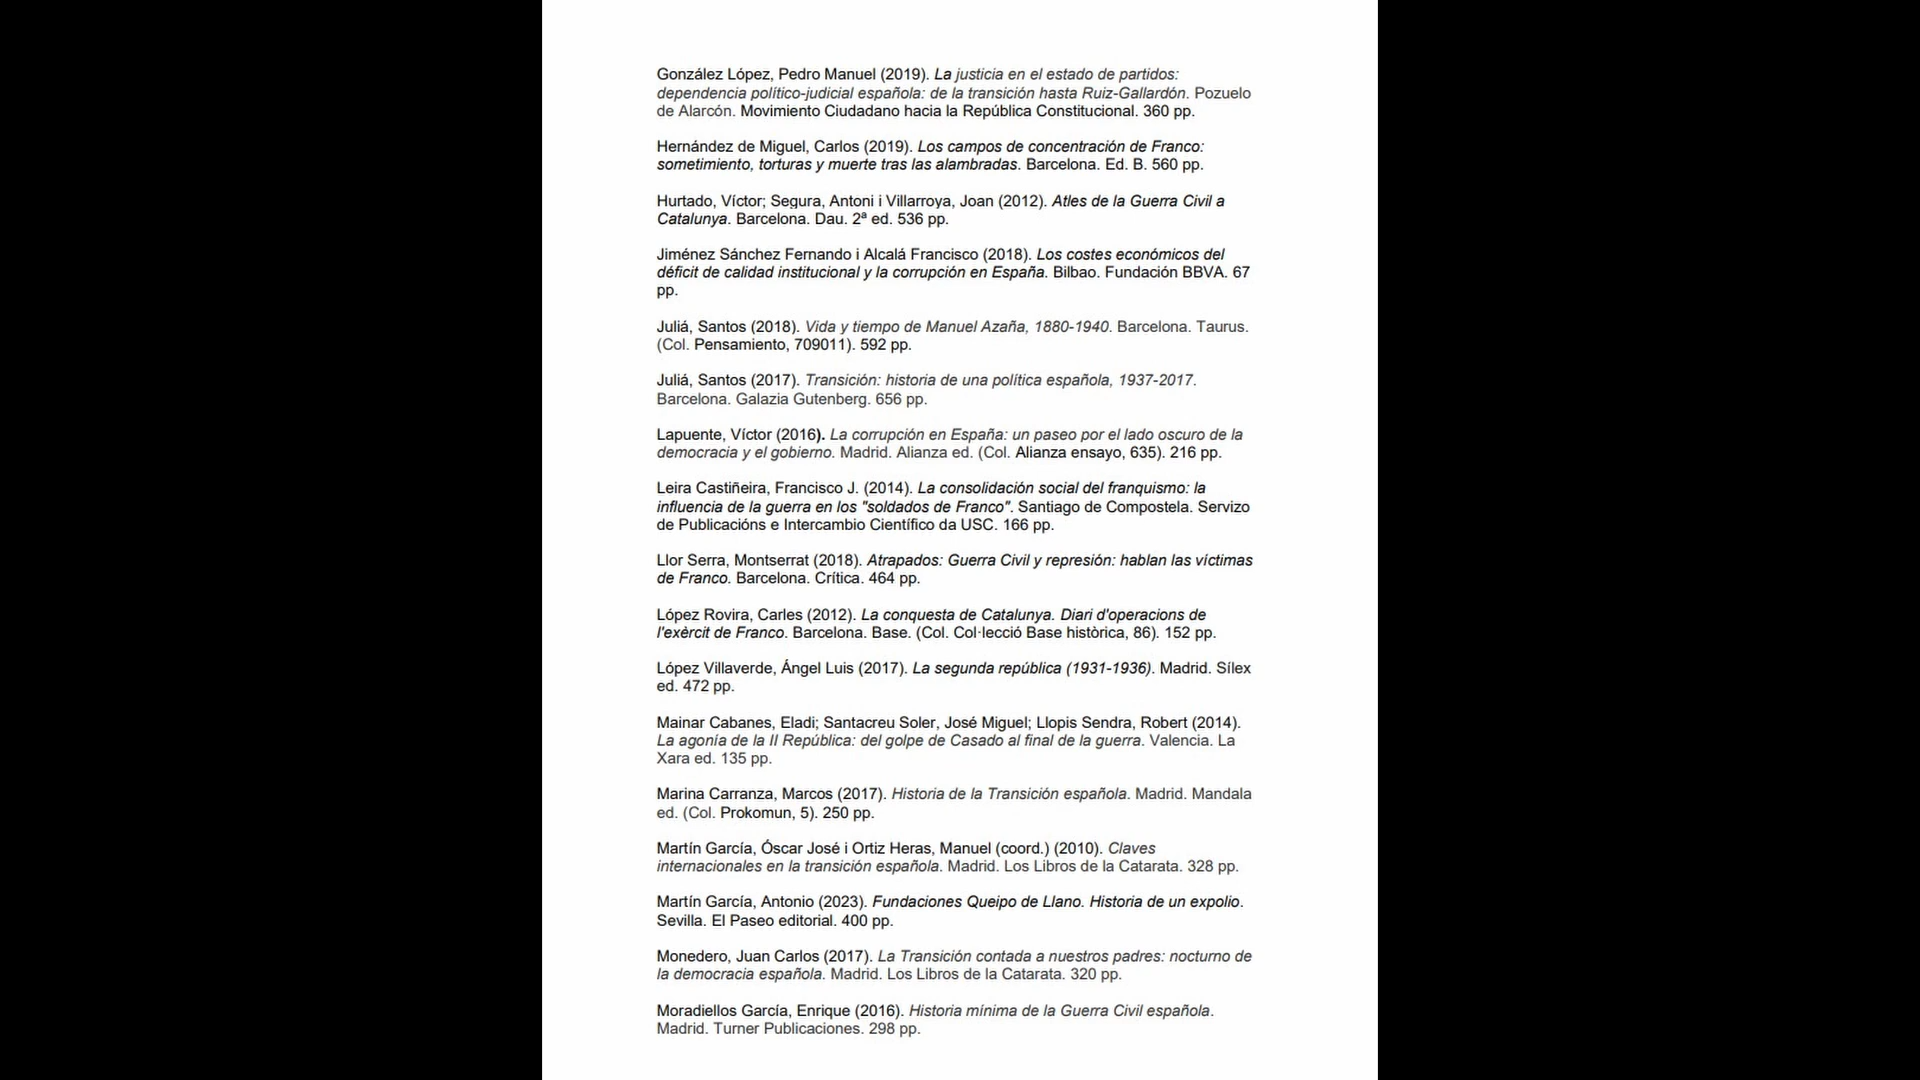 González López, Pedro Manuel (2019). La justicia en el estado de partidos:
dependencia político-judicial española: de la transición hasta Ruiz-Gallardón. Pozuelo
de Alarcón. Movimiento Ciudadano hacia la República Constitucional. 360 pp.
Hernández de Miguel, Carlos (2019). Los campos de concentración de Franco:
sometimiento, torturas y muerte tras las alambradas. Barcelona. Ed. B. 560 pp.
Hurtado, Víctor; Segura, Antoni i Villarroya, Joan (2012). Atles de la Guerra Civil a
Catalunya. Barcelona. Dau. 2ª ed. 536 pp.
Jiménez Sánchez Fernando i Alcalá Francisco (2018). Los costes económicos del
déficit de calidad institucional y la corrupción en España. Bilbao. Fundación BBVA. 67
pp.
Juliá, Santos (2018). Vida y tiempo de Manuel Azaña, 1880-1940. Barcelona. Taurus.
(Col. Pensamiento, 709011). 592 pp.
Juliá, Santos (2017). Transición: historia de una política española, 1937-2017.
Barcelona. Galazia Gutenberg. 656 pp.
Lapuente, Víctor (2016). La corrupción en España: un paseo por el lado oscuro de la
democracia y el gobierno. Madrid. Alianza ed. (Col. Alianza ensayo, 635). 216 pp.
Leira Castiñeira, Francisco J. (2014). La consolidación social del franquismo: la
influencia de la guerra en los "soldados de Franco". Santiago de Compostela. Servizo
de Publicacións e Intercambio Científico da USC. 166 pp.
Llor Serra, Montserrat (2018). Atrapados: Guerra Civil y represión: hablan las víctimas
de Franco. Barcelona. Crítica. 464 pp.
López Rovira, Carles (2012). La conquesta de Catalunya. Diari d'operacions de
l'exèrcit de Franco. Barcelona. Base. (Col. Col·lecció Base històrica, 86). 152 pp.
López Villaverde, Ángel Luis (2017). La segunda república (1931-1936). Madrid. Sílex
ed. 472 pp.
Mainar Cabanes, Eladi; Santacreu Soler, José Miguel; Llopis Sendra, Robert (2014).
La agonía de la II República: del golpe de Casado al final de la guerra. Valencia. La
Xara ed. 135 pp.
Marina Carranza, Marcos (2017). Historia de la Transición española. Madrid. Mandala
ed. (Col. Prokomun, 5). 250 pp.
Martín García, Óscar José i Ortiz Heras, Manuel (coord.) (2010). Claves
internacionales en la transición española. Madrid. Los Libros de la Catarata. 328 pp.
Martín García, Antonio (2023). Fundaciones Queipo de Llano. Historia de un expolio.
Sevilla. El Paseo editorial. 400 pp.
Monedero, Juan Carlos (2017). La Transición contada a nuestros padres: nocturno de
la democracia española. Madrid. Los Libros de la Catarata. 320 pp.
Moradiellos García, Enrique (2016). Historia mínima de la Guerra Civil española.
Madrid. Turner Publicaciones. 298 pp.